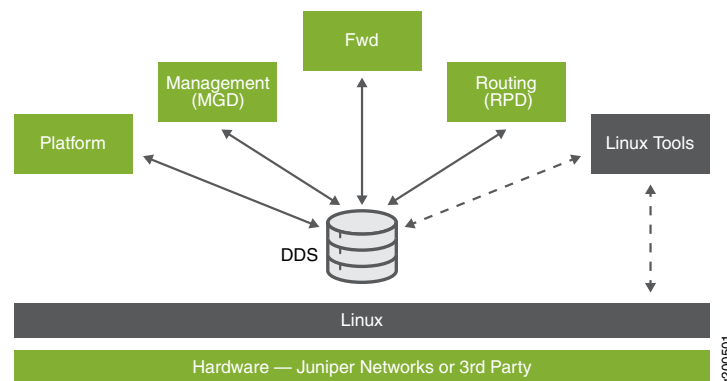 Fwd
Management
(MGD)
Routing
(RPD)
Platform
Linux Tools
DDS
Linux
Hardware — Juniper Networks or 3rd Party